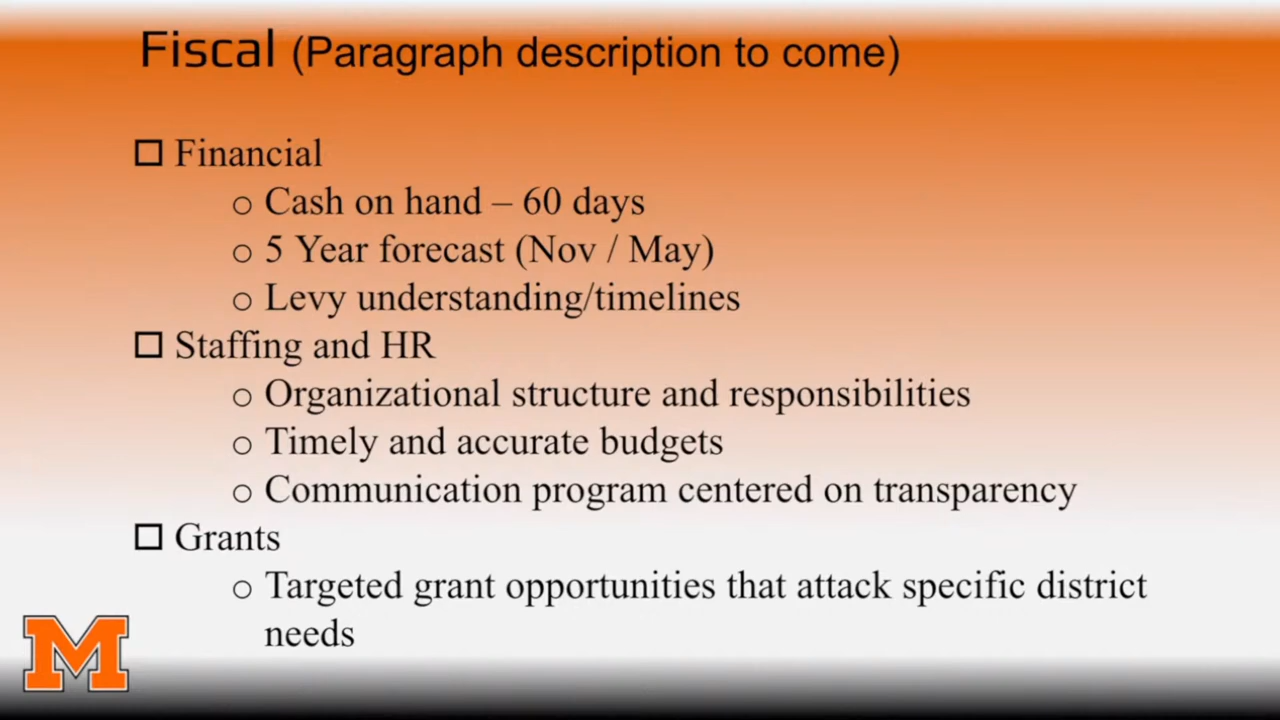 Fiscal (Paragraph description to come)
Financial
Cash on hand – 60 days
5 Year forecast (Nov / May)
Levy understanding/timelines
Staffing and HR
Organizational structure and responsibilities
Timely and accurate budgets
Communication program centered on transparency
Grants
Targeted grant opportunities that attack specific district
needs
M